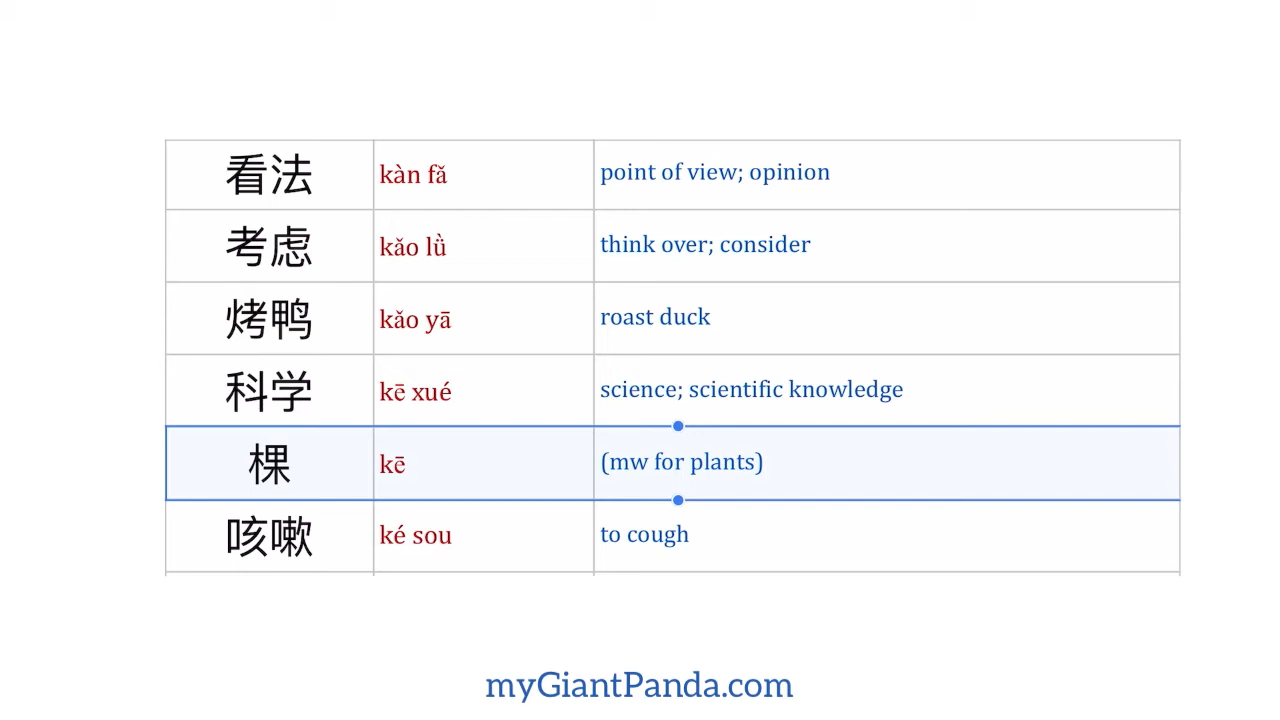 看法 kàn fǎ point of view; opinion
考虑 kǎo lǜ think over; consider
烤鸭 kǎo yā roast duck
科学 kē xué science; scientific knowledge
棵 kē (mw for plants)
咳嗽 ké sou to cough
myGiantPanda.com